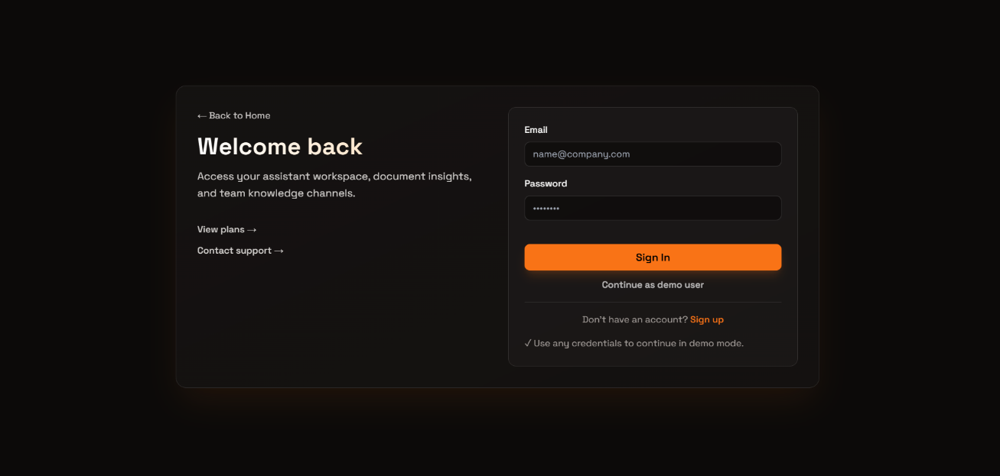 ← Back to Home
Welcome back
Access your assistant workspace, document insights,
and team knowledge channels.
View plans →
Contact support →
Email
name@company.com
Password
••••••••
Sign In
Continue as demo user
Don't have an account? Sign up
✓ Use any credentials to continue in demo mode.